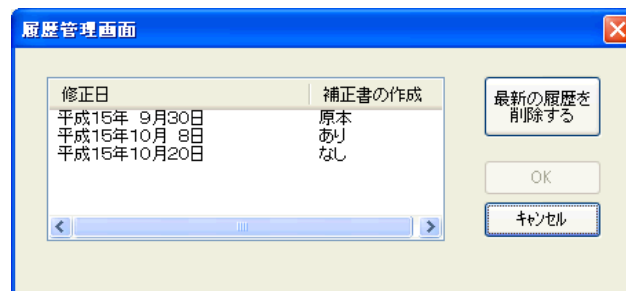 履歴管理画面
修正日 補正書の作成
平成15年 9月30日 原本
平成15年10月 8日 あり
平成15年10月20日 なし
最新の履歴を
削除する
OK
キャンセル